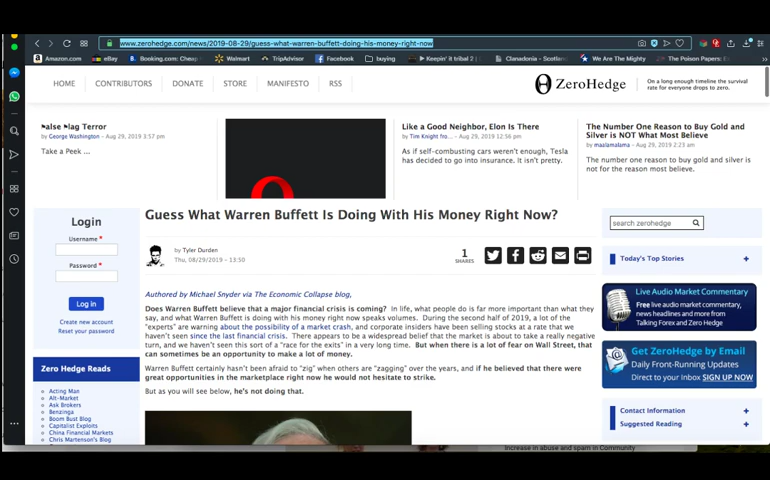 www.zerohedge.com/news/2019-08-29/guess-what-warren-buffett-doing-his-money-right-now
Amazon.com eBay Booking.com: Cheap Walmart TripAdvisor Facebook buying Keepin' it tribal 2 Clanadonia - Scotlan We Are The Mighty The Poison Papers: E
HOME CONTRIBUTORS DONATE STORE MANIFESTO RSS
ZeroHedge
On a long enough timeline the survival
rate for everyone drops to zero.
⚑alse ⚑lag Terror
by George Washington - Aug 29, 2019 3:57 pm
Take a Peek ...
Like a Good Neighbor, Elon Is There
by Tim Knight fro... - Aug 29, 2019 12:56 pm
As if self-combusting cars weren't enough, Tesla
has decided to go into insurance. It isn't pretty.
The Number One Reason to Buy Gold and
Silver is NOT What Most Believe
by maalamalama - Aug 29, 2019 2:23 am
The number one reason to buy gold and silver is
not for the reason most believe.
Login
Username *
Password *
Log in
Create new account
Reset your password
Zero Hedge Reads
Acting Man
Alt-Market
Ask Brokers
Benzinga
Boom Bust Blog
Capitalist Exploits
China Financial Markets
Chris Martenson's Blog
Guess What Warren Buffett Is Doing With His Money Right Now?
by Tyler Durden
Thu, 08/29/2019 - 13:50
1
SHARES
Authored by Michael Snyder via The Economic Collapse blog,
Does Warren Buffett believe that a major financial crisis is coming? In life, what people do is far more important than what they
say, and what Warren Buffett is doing with his money right now speaks volumes. During the second half of 2019, a lot of the
"experts" are warning about the possibility of a market crash, and corporate insiders have been selling stocks at a rate that we
haven't seen since the last financial crisis. There appears to be a widespread belief that the market is about to take a really negative
turn, and we haven't seen this sort of a "race for the exits" in a very long time. But when there is a lot of fear on Wall Street, that
can sometimes be an opportunity to make a lot of money.
Warren Buffett certainly hasn't been afraid to "zig" when others are "zagging" over the years, and if he believed that there were
great opportunities in the marketplace right now he would not hesitate to strike.
But as you will see below, he's not doing that.
search zerohedge
Today's Top Stories +
Live Audio Market Commentary
Free live audio market commentary,
news headlines and more from
Talking Forex and Zero Hedge
Get ZeroHedge by Email
Daily Front-Running Updates
Direct to your Inbox SIGN UP NOW
Contact Information +
Suggested Reading +
Increase in abuse and spam in Community